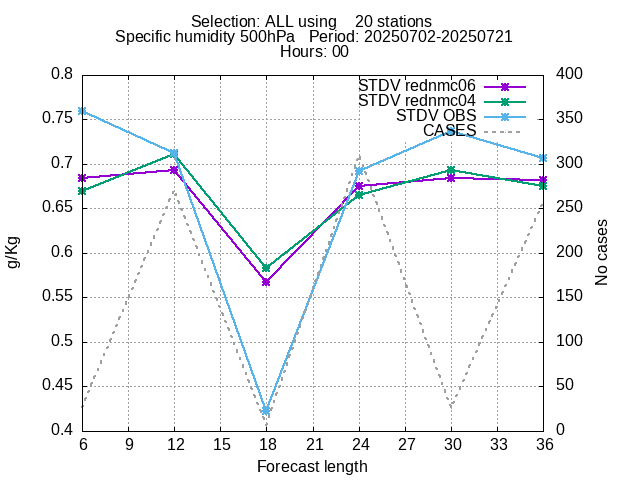 Selection: ALL using    20 stations
Specific humidity 500hPa   Period: 20250702-20250721
Hours: 00
STDV rednmc06
STDV rednmc04
STDV OBS
CASES
0.8
0.75
0.7
0.65
0.6
0.55
0.5
0.45
0.4
g/Kg
400
350
300
250
200
150
100
50
0
No cases
6 9 12 15 18 21 24 27 30 33 36
Forecast length